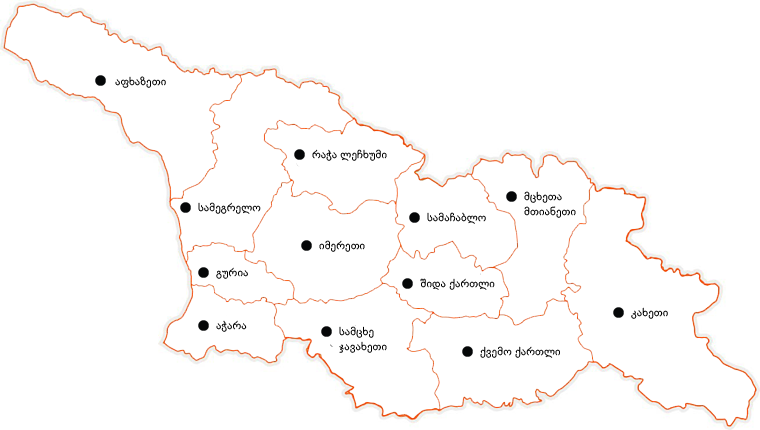 აფხაზეთი
რაჭა ლეჩხუმი
მცხეთა
მთიანეთი
სამეგრელო
სამაჩაბლო
იმერეთი
გურია
შიდა ქართლი
კახეთი
აჭარა
სამცხე
ჯავახეთი
ქვემო ქართლი